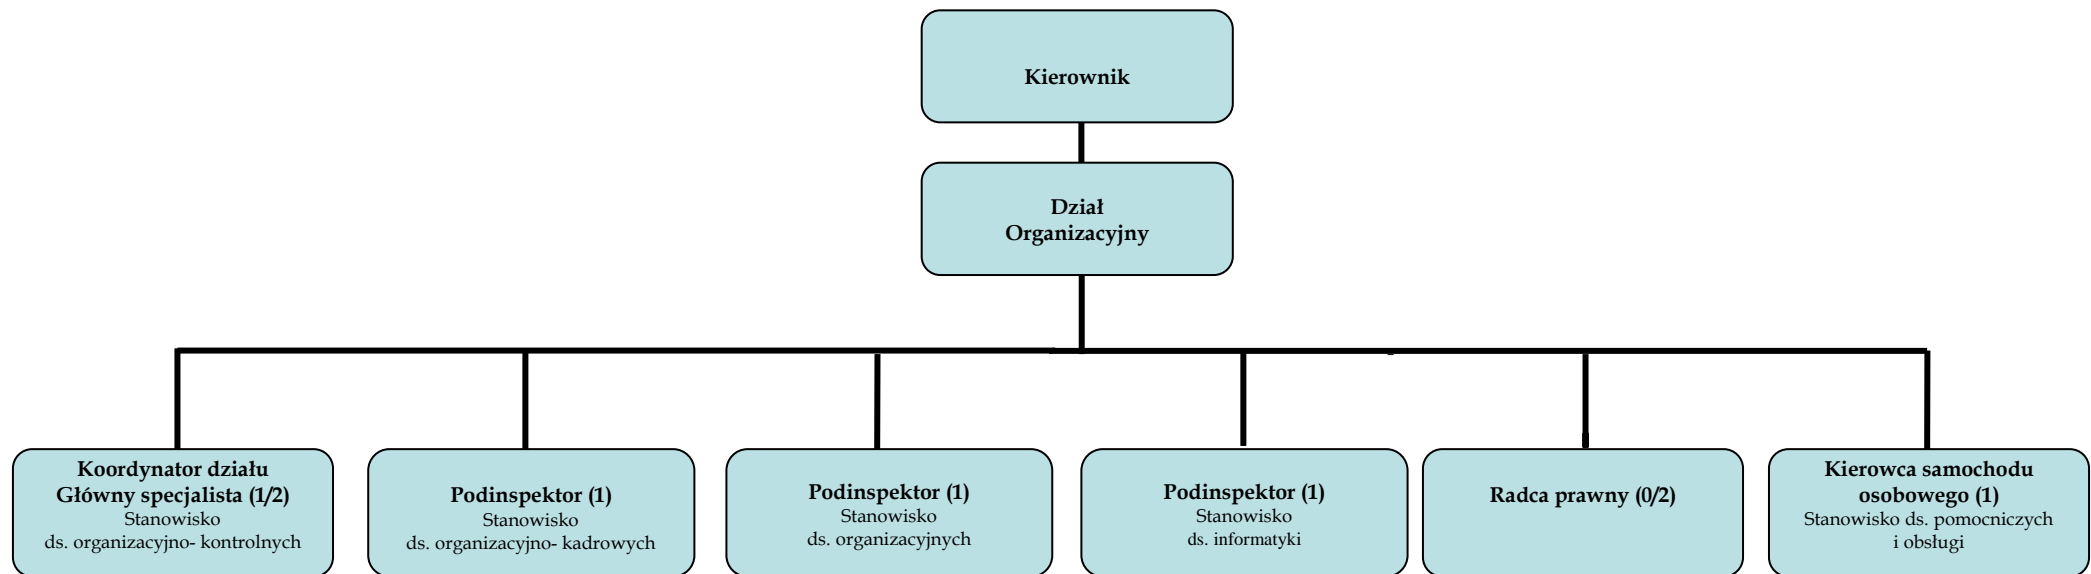 Kierownik
Dział
Organizacyjny
Koordynator działu
Główny specjalista (1/2)
Stanowisko
ds. organizacyjno- kontrolnych
Podinspektor (1)
Stanowisko
ds. organizacyjno- kadrowych
Podinspektor (1)
Stanowisko
ds. organizacyjnych
Podinspektor (1)
Stanowisko
ds. informatyki
Radca prawny (0/2)
Kierowca samochodu
osobowego (1)
Stanowisko ds. pomocniczych
i obsługi